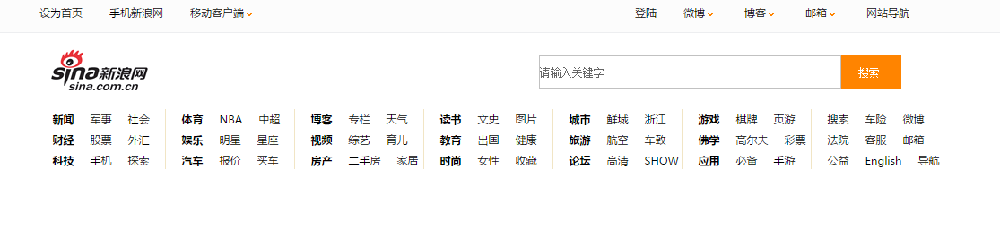 设为首页 手机新浪网 移动客户端 登陆 微博 博客 邮箱 网站导航
sina新浪网
sina.com.cn
请输入关键字 搜索
新闻 军事 社会 体育 NBA 中超 博客 专栏 天气 读书 文史 图片 城市 鲜城 浙江 游戏 棋牌 页游 搜索 车险 微博
财经 股票 外汇 娱乐 明星 星座 视频 综艺 育儿 教育 出国 健康 旅游 航空 车致 佛学 高尔夫 彩票 法院 客服 邮箱
科技 手机 探索 汽车 报价 买车 房产 二手房 家居 时尚 女性 收藏 论坛 高清 SHOW 应用 必备 手游 公益 English 导航